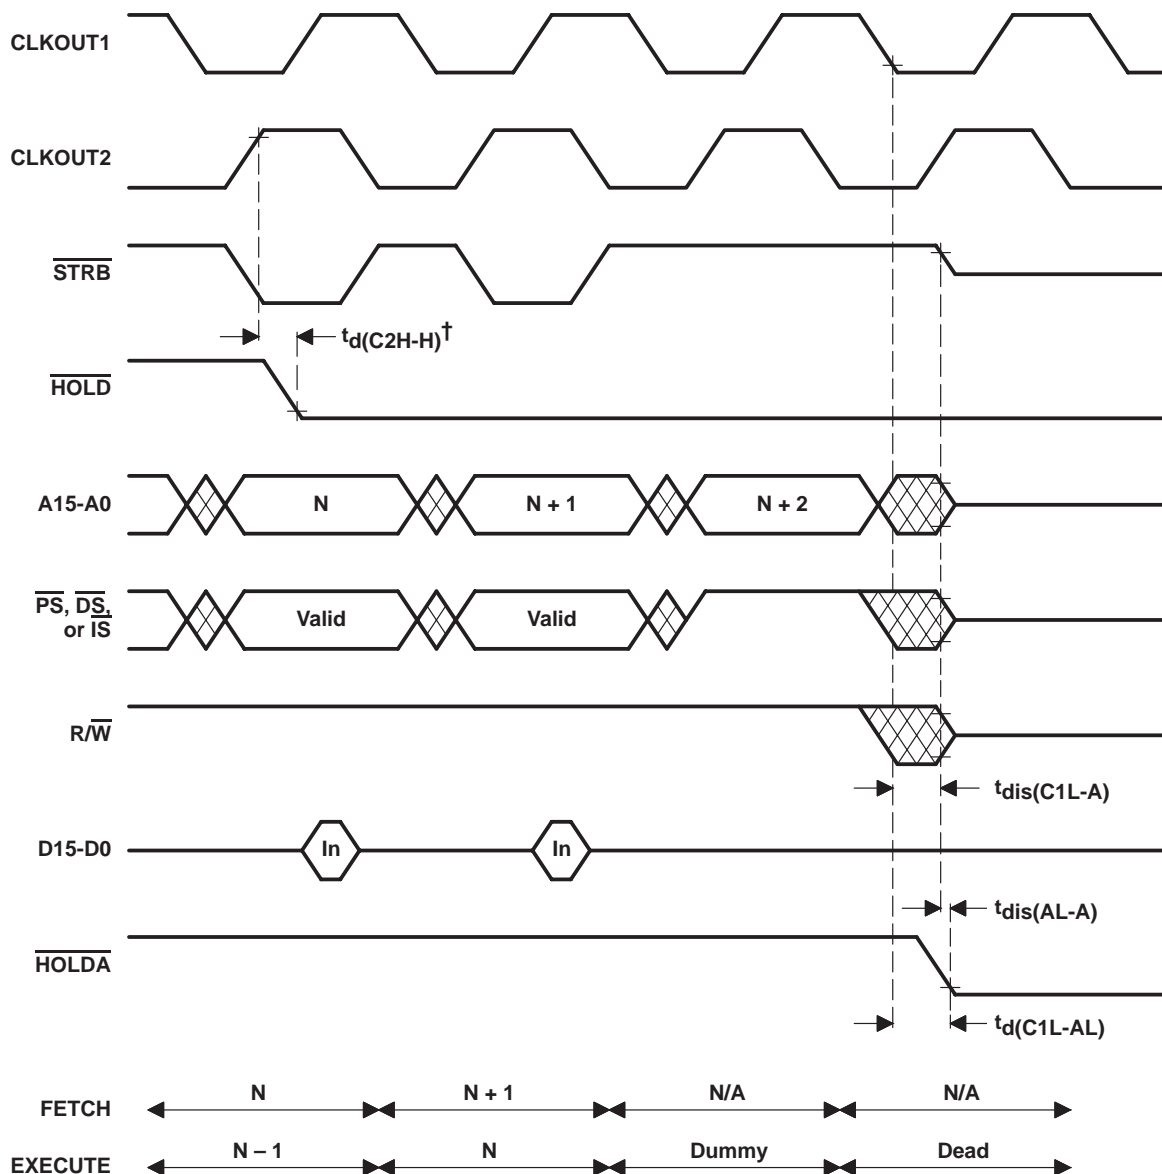 CLKOUT1
CLKOUT2
STRB
td(C2H-H)†
HOLD
A15-A0
N
N + 1
N + 2
PS, DS,
or IS
Valid
Valid
R/W
tdis(C1L-A)
D15-D0
In
In
tdis(AL-A)
HOLDA
td(C1L-AL)
FETCH
N
N + 1
N/A
N/A
EXECUTE
N – 1
N
Dummy
Dead